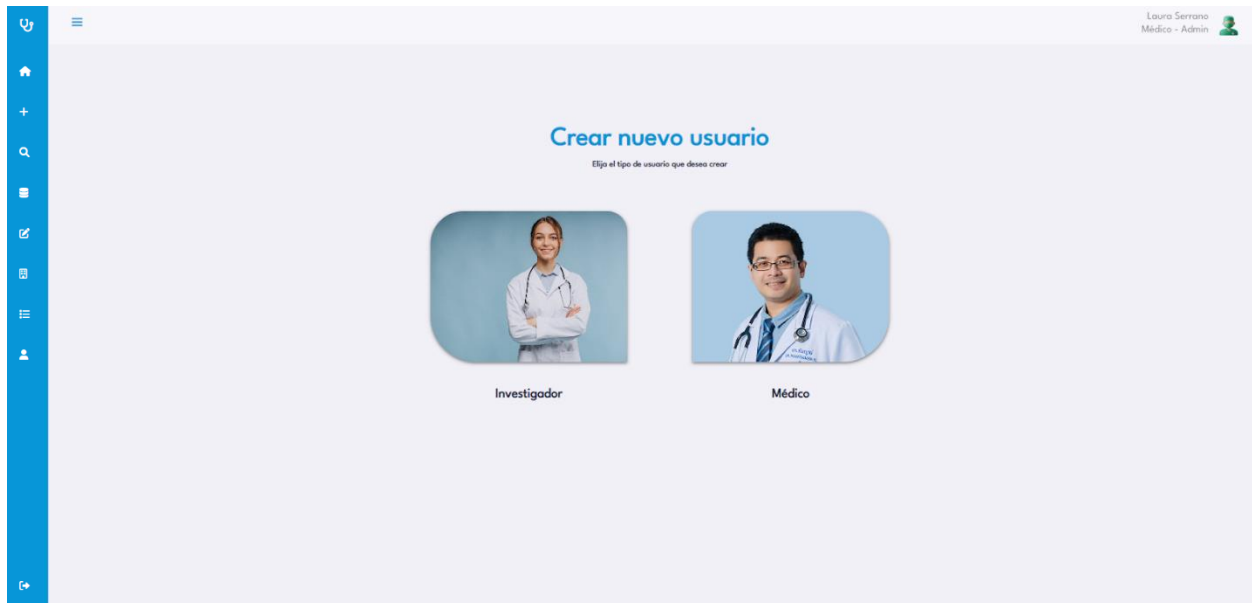 Laura Serrano
Médico - Admin
Crear nuevo usuario
Elija el tipo de usuario que desea crear
Investigador
Médico